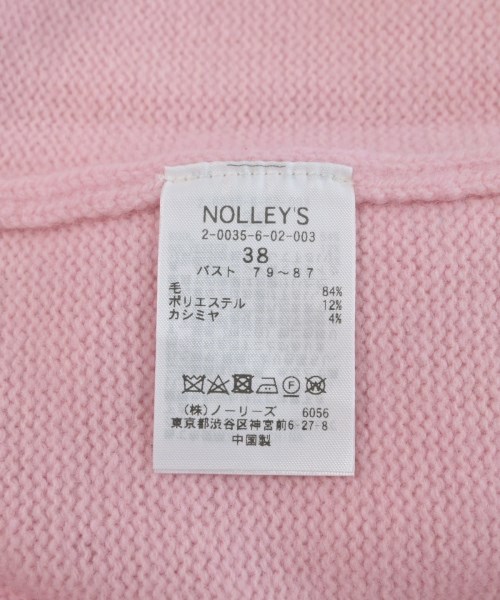 NOLLEY'S
2-0035-6-02-003
38
バスト 79～87
毛 84%
ポリエステル 12%
カシミヤ 4%
(株)ノーリーズ 6056
東京都渋谷区神宮前6-27-8
中国製